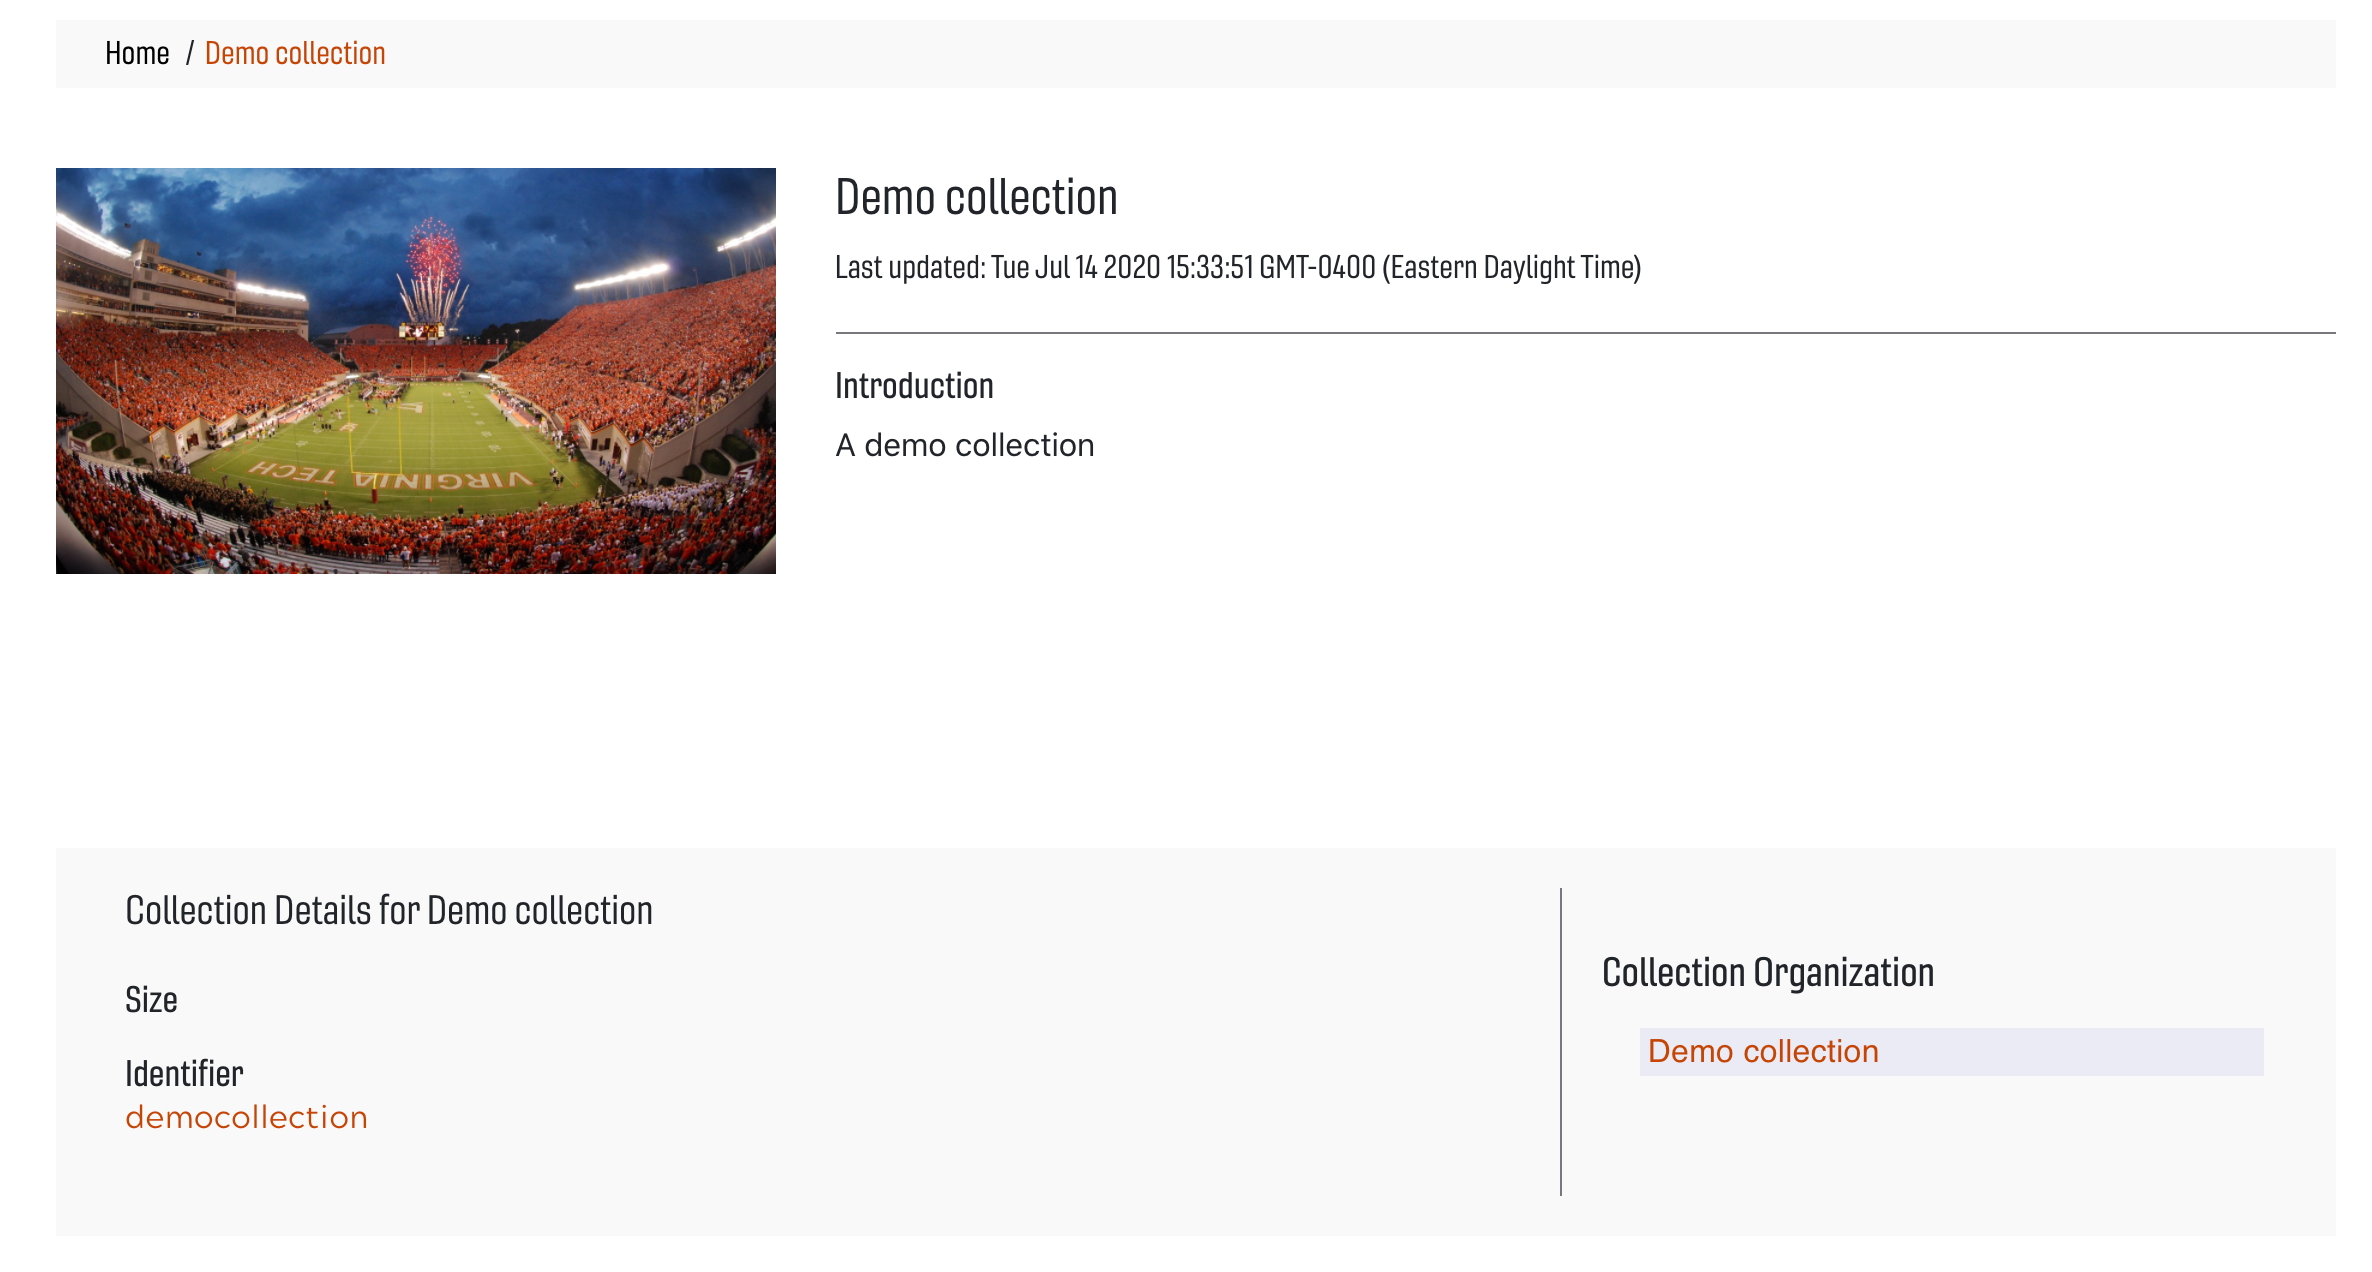 Home / Demo collection
Demo collection
Last updated: Tue Jul 14 2020 15:33:51 GMT-0400 (Eastern Daylight Time)
Introduction
A demo collection
VIRGINIA TECH
Collection Details for Demo collection
Size
Identifier
democollection
Collection Organization
Demo collection